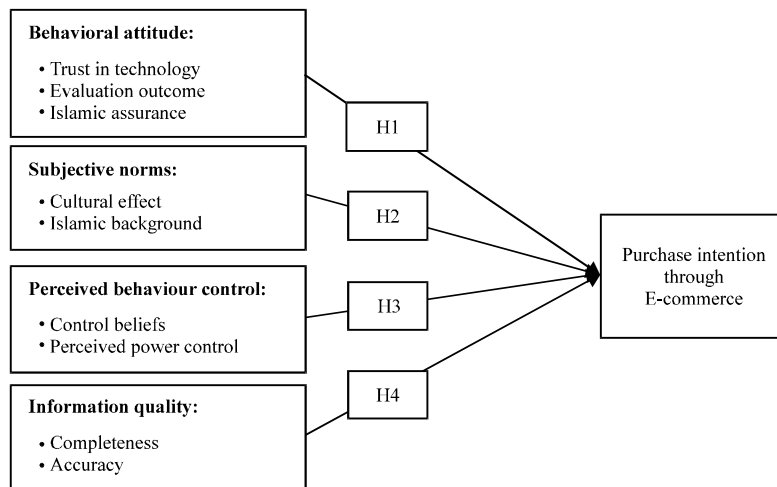 Behavioral attitude:
• Trust in technology
• Evaluation outcome
• Islamic assurance
H1
Subjective norms:
• Cultural effect
• Islamic background
H2
Perceived behaviour control:
• Control beliefs
• Perceived power control
H3
Information quality:
• Completeness
• Accuracy
H4
Purchase intention
through
E-commerce